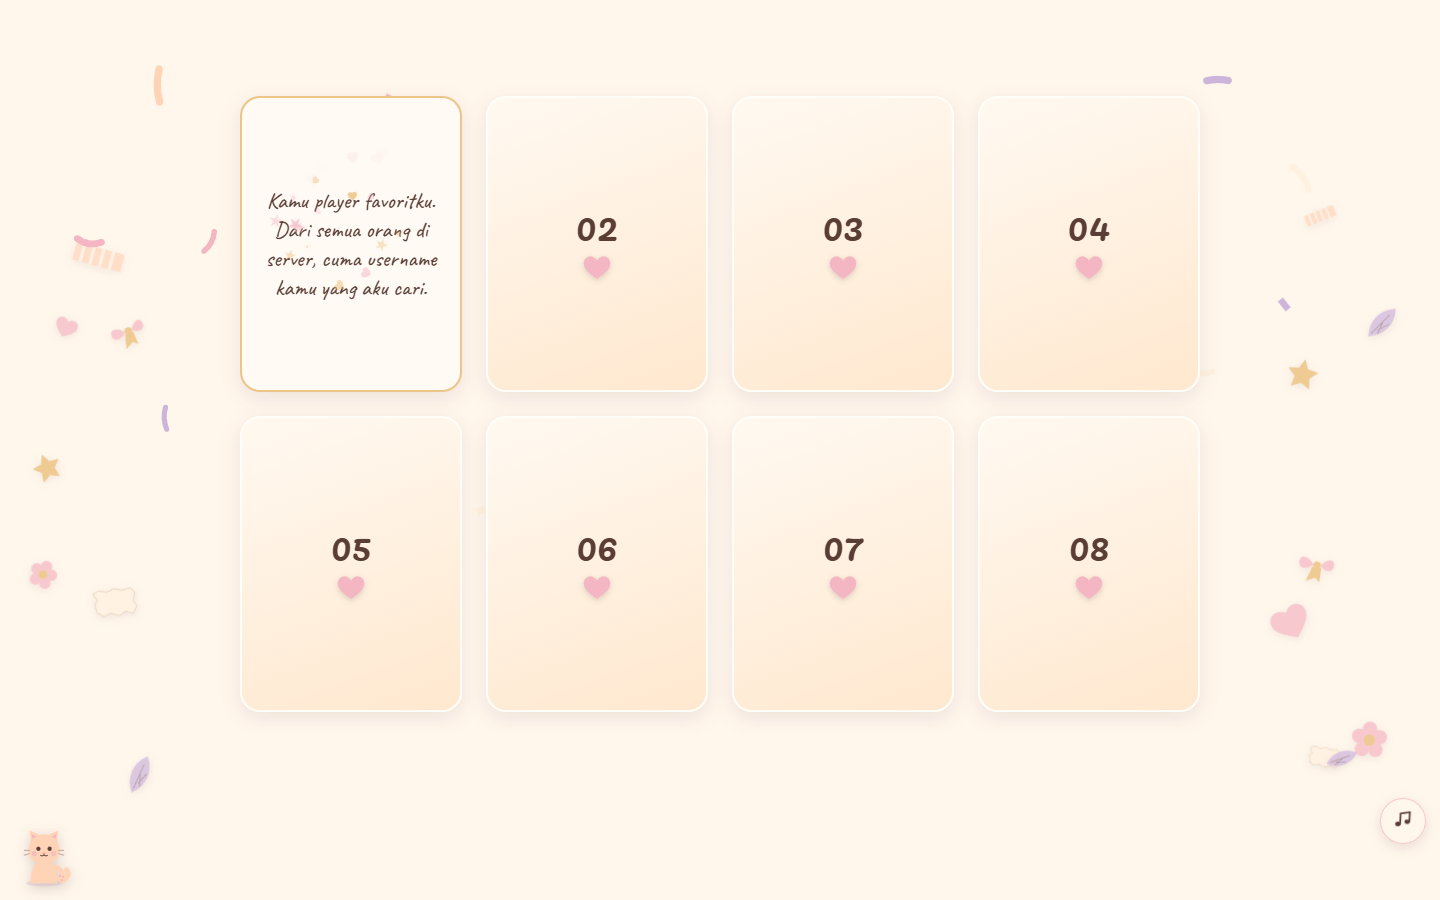 Kamu player favoritku.
Dari semua orang di
server, cuma username
kamu yang aku cari.
02
03
04
05
06
07
08